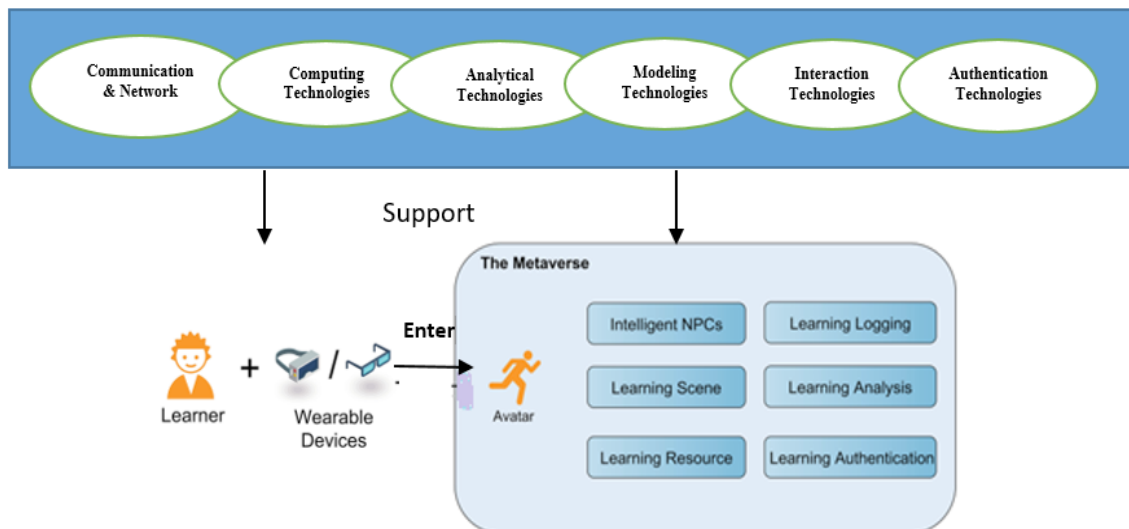 Communication
& Network
Computing
Technologies
Analytical
Technologies
Modeling
Technologies
Interaction
Technologies
Authentication
Technologies
Support
The Metaverse
Enter
Intelligent NPCs
Learning Logging
+
/
Learning Scene
Learning Analysis
Learner
Wearable
Devices
Avatar
Learning Resource
Learning Authentication